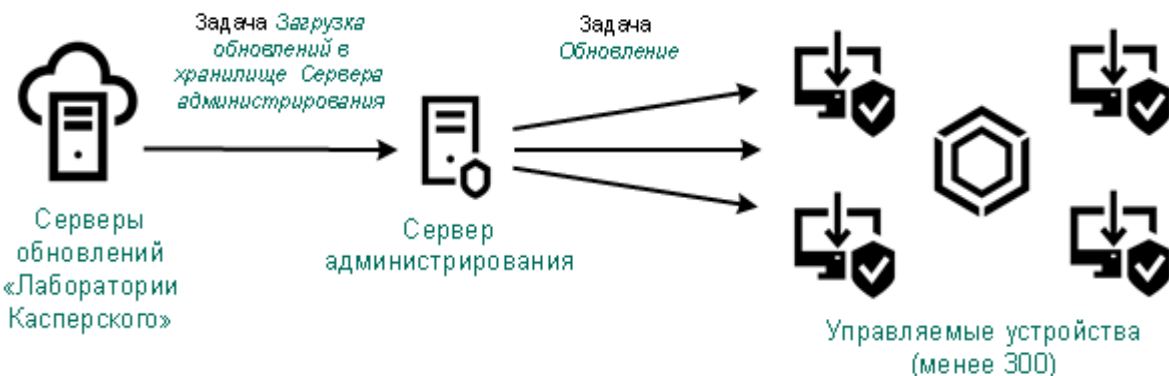 Задача Загрузка
обновлений в
хранилище Сервера
администрирования
Задача
Обновление
Серверы
обновлений
«Лаборатории
Касперского»
Сервер
администрирования
Управляемые устройства
(менее 300)